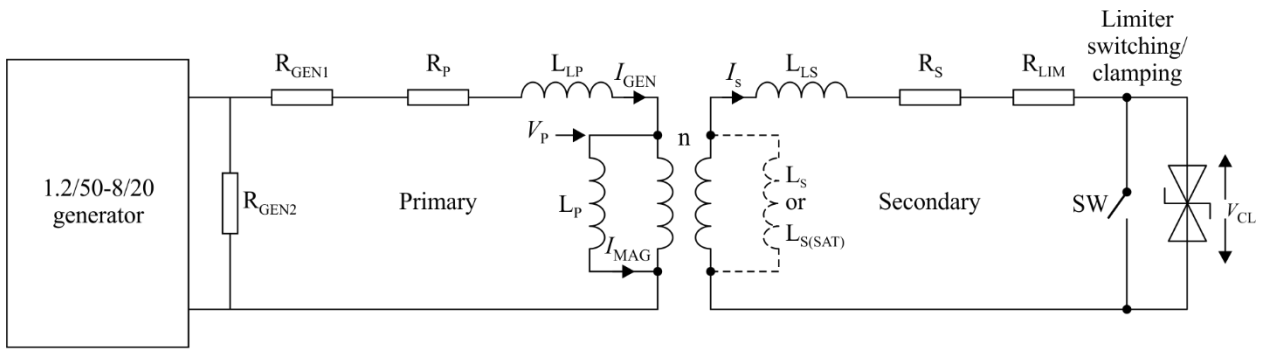 Limiter
switching/
clamping
R_GEN1
R_P
L_LP
I_GEN
I_s
L_LS
R_S
R_LIM
V_P
n
1.2/50-8/20
generator
R_GEN2
Primary
L_P
L_S
or
L_S(SAT)
Secondary
SW
V_CL
I_MAG